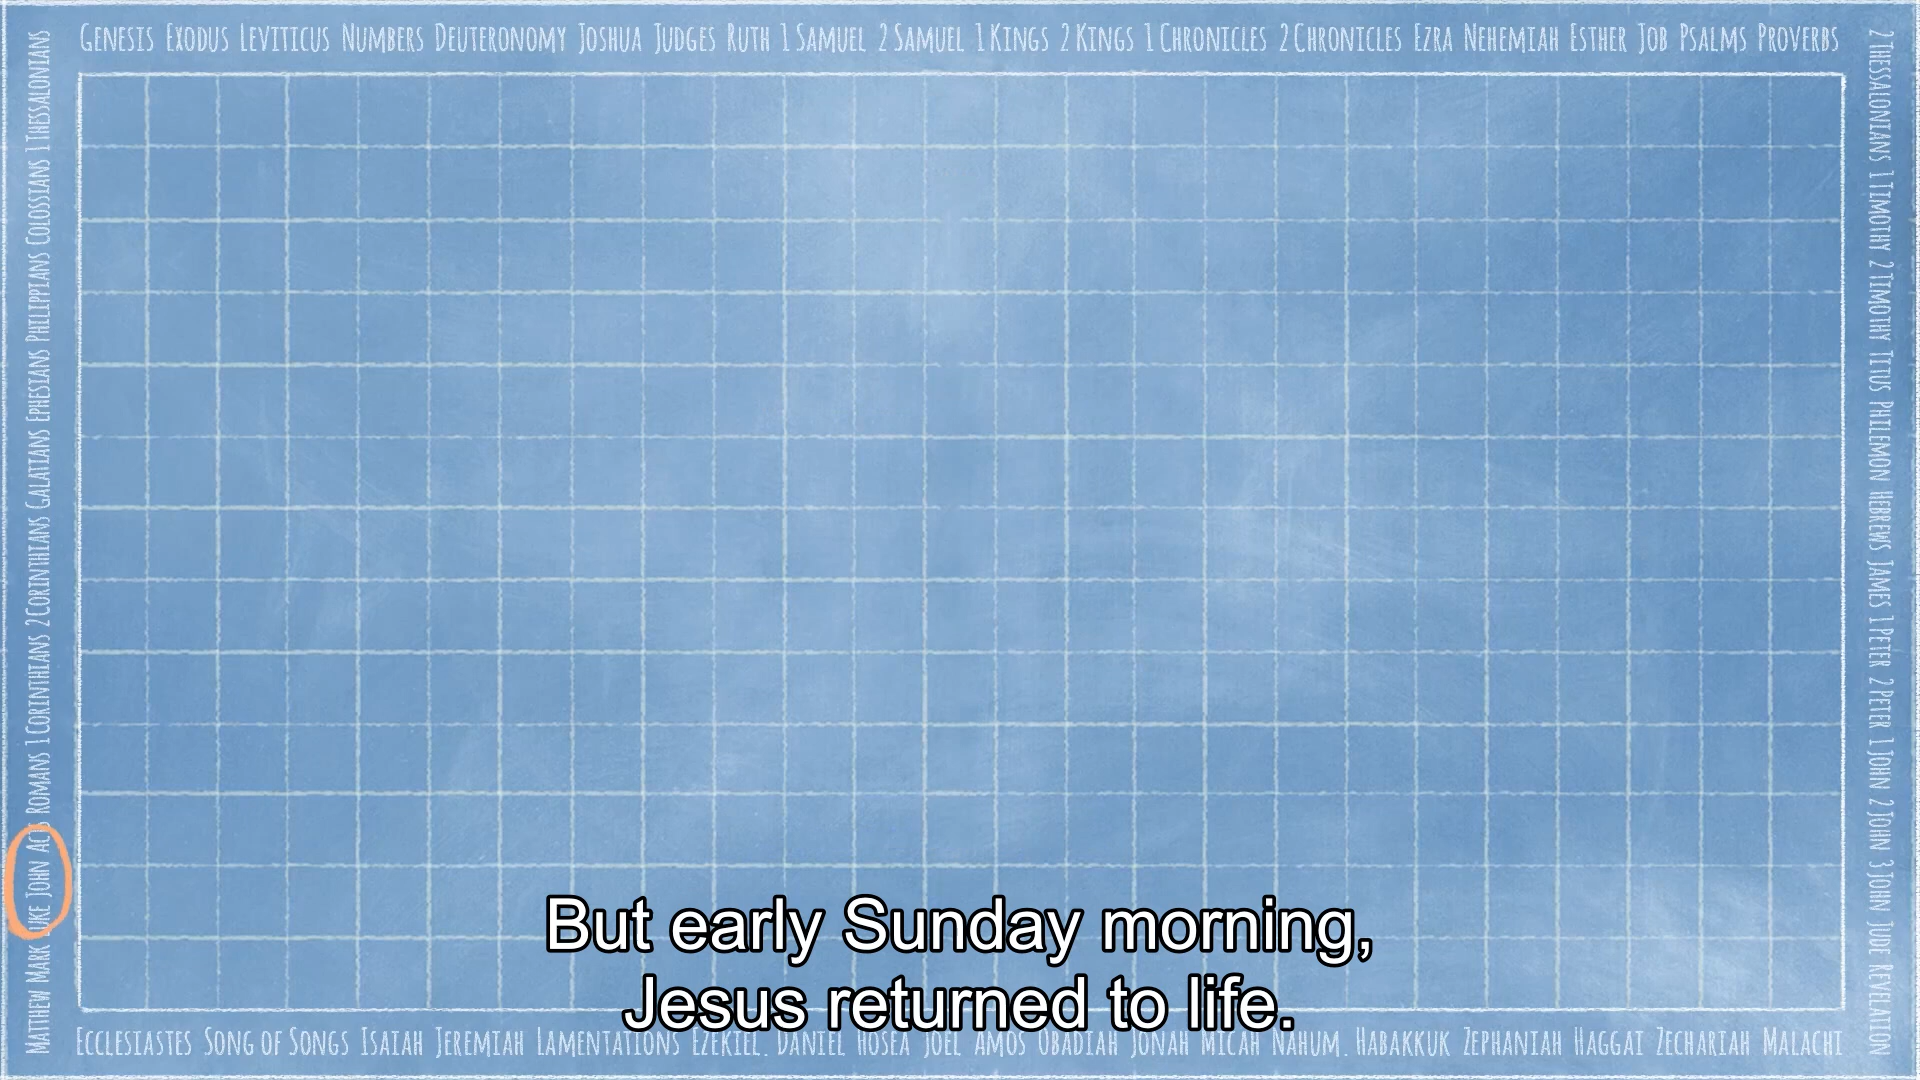 Genesis Exodus Leviticus Numbers Deuteronomy Joshua Judges Ruth 1 Samuel 2 Samuel 1 Kings 2 Kings 1 Chronicles 2 Chronicles Ezra Nehemiah Esther Job Psalms Proverbs
Matthew Mark Luke John Acts Romans 1 Corinthians 2 Corinthians Galatians Ephesians Philippians Colossians 1 Thessalonians
2 Thessalonians 1 Timothy 2 Timothy Titus Philemon Hebrews James 1 Peter 2 Peter 1 John 2 John 3 John Jude Revelation
But early Sunday morning,
Jesus returned to life.
Ecclesiastes Song of Songs Isaiah Jeremiah Lamentations Ezekiel. Daniel Hosea Joel Amos Obadiah Jonah Micah Nahum. Habakkuk Zephaniah Haggai Zechariah Malachi